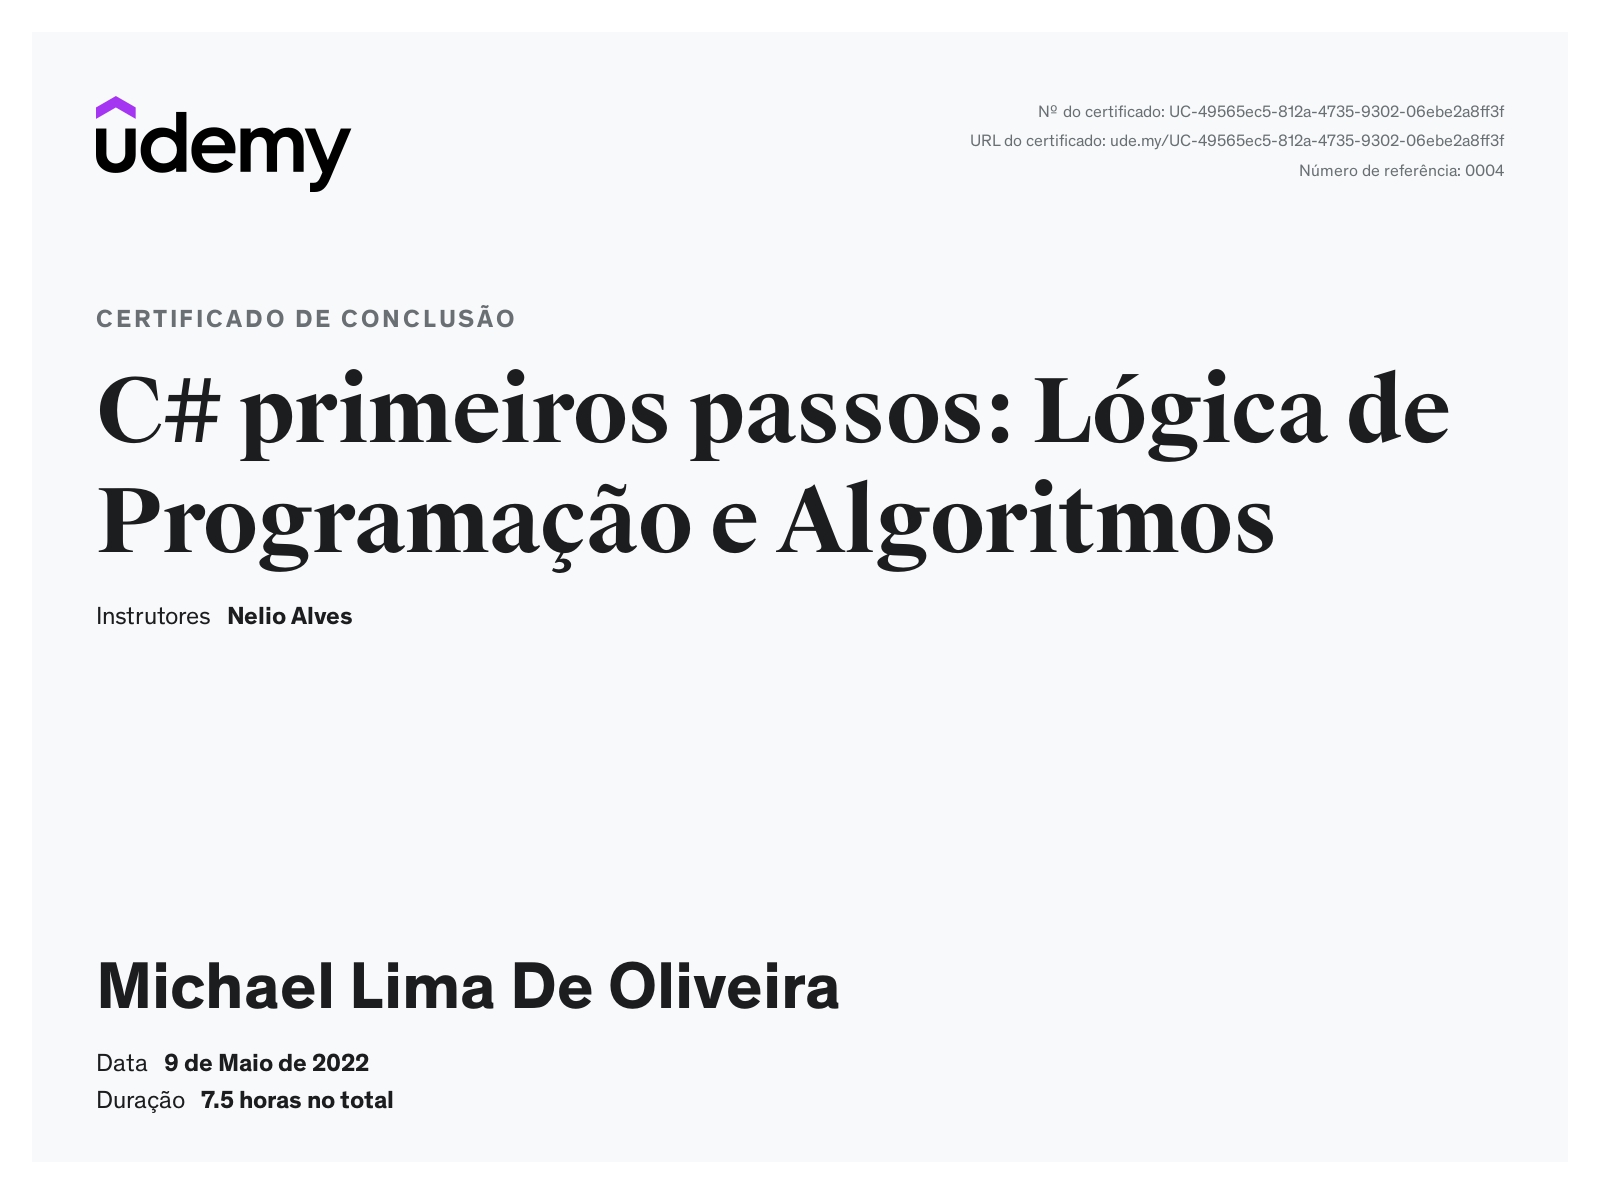 udemy
Nº do certificado: UC-49565ec5-812a-4735-9302-06ebe2a8ff3f
URL do certificado: ude.my/UC-49565ec5-812a-4735-9302-06ebe2a8ff3f
Número de referência: 0004
CERTIFICADO DE CONCLUSÃO
C# primeiros passos: Lógica de
Programação e Algoritmos
Instrutores Nelio Alves
Michael Lima De Oliveira
Data 9 de Maio de 2022
Duração 7.5 horas no total